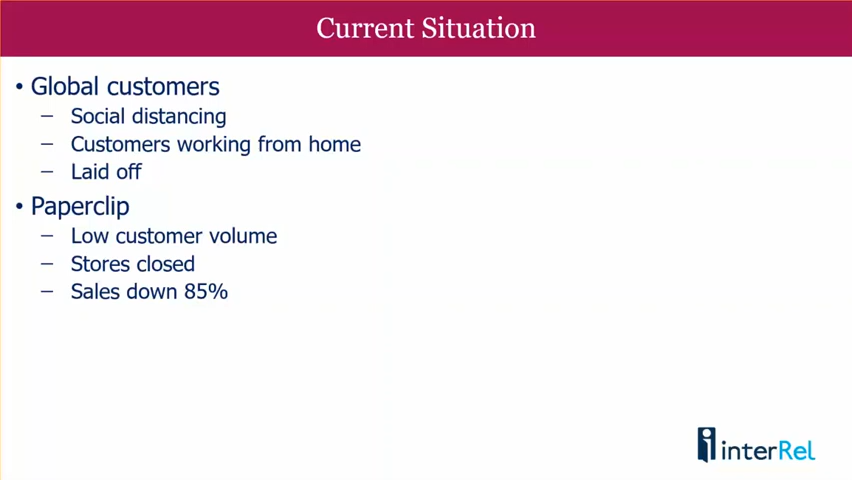 Current Situation
• Global customers
– Social distancing
– Customers working from home
– Laid off
• Paperclip
– Low customer volume
– Stores closed
– Sales down 85%
interRel